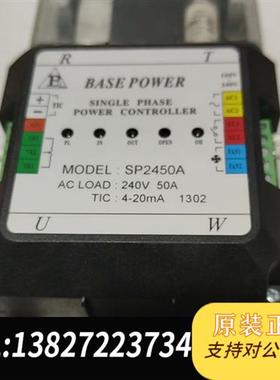 R T
BASE POWER
SINGLE PHASE
POWER CONTROLLER
TIC
PL IN OUT OPEN OH
MODEL : SP2450A
AC LOAD : 240V 50A
TIC : 4-20mA 1302
U W
原装正
支持对公
:13827223734